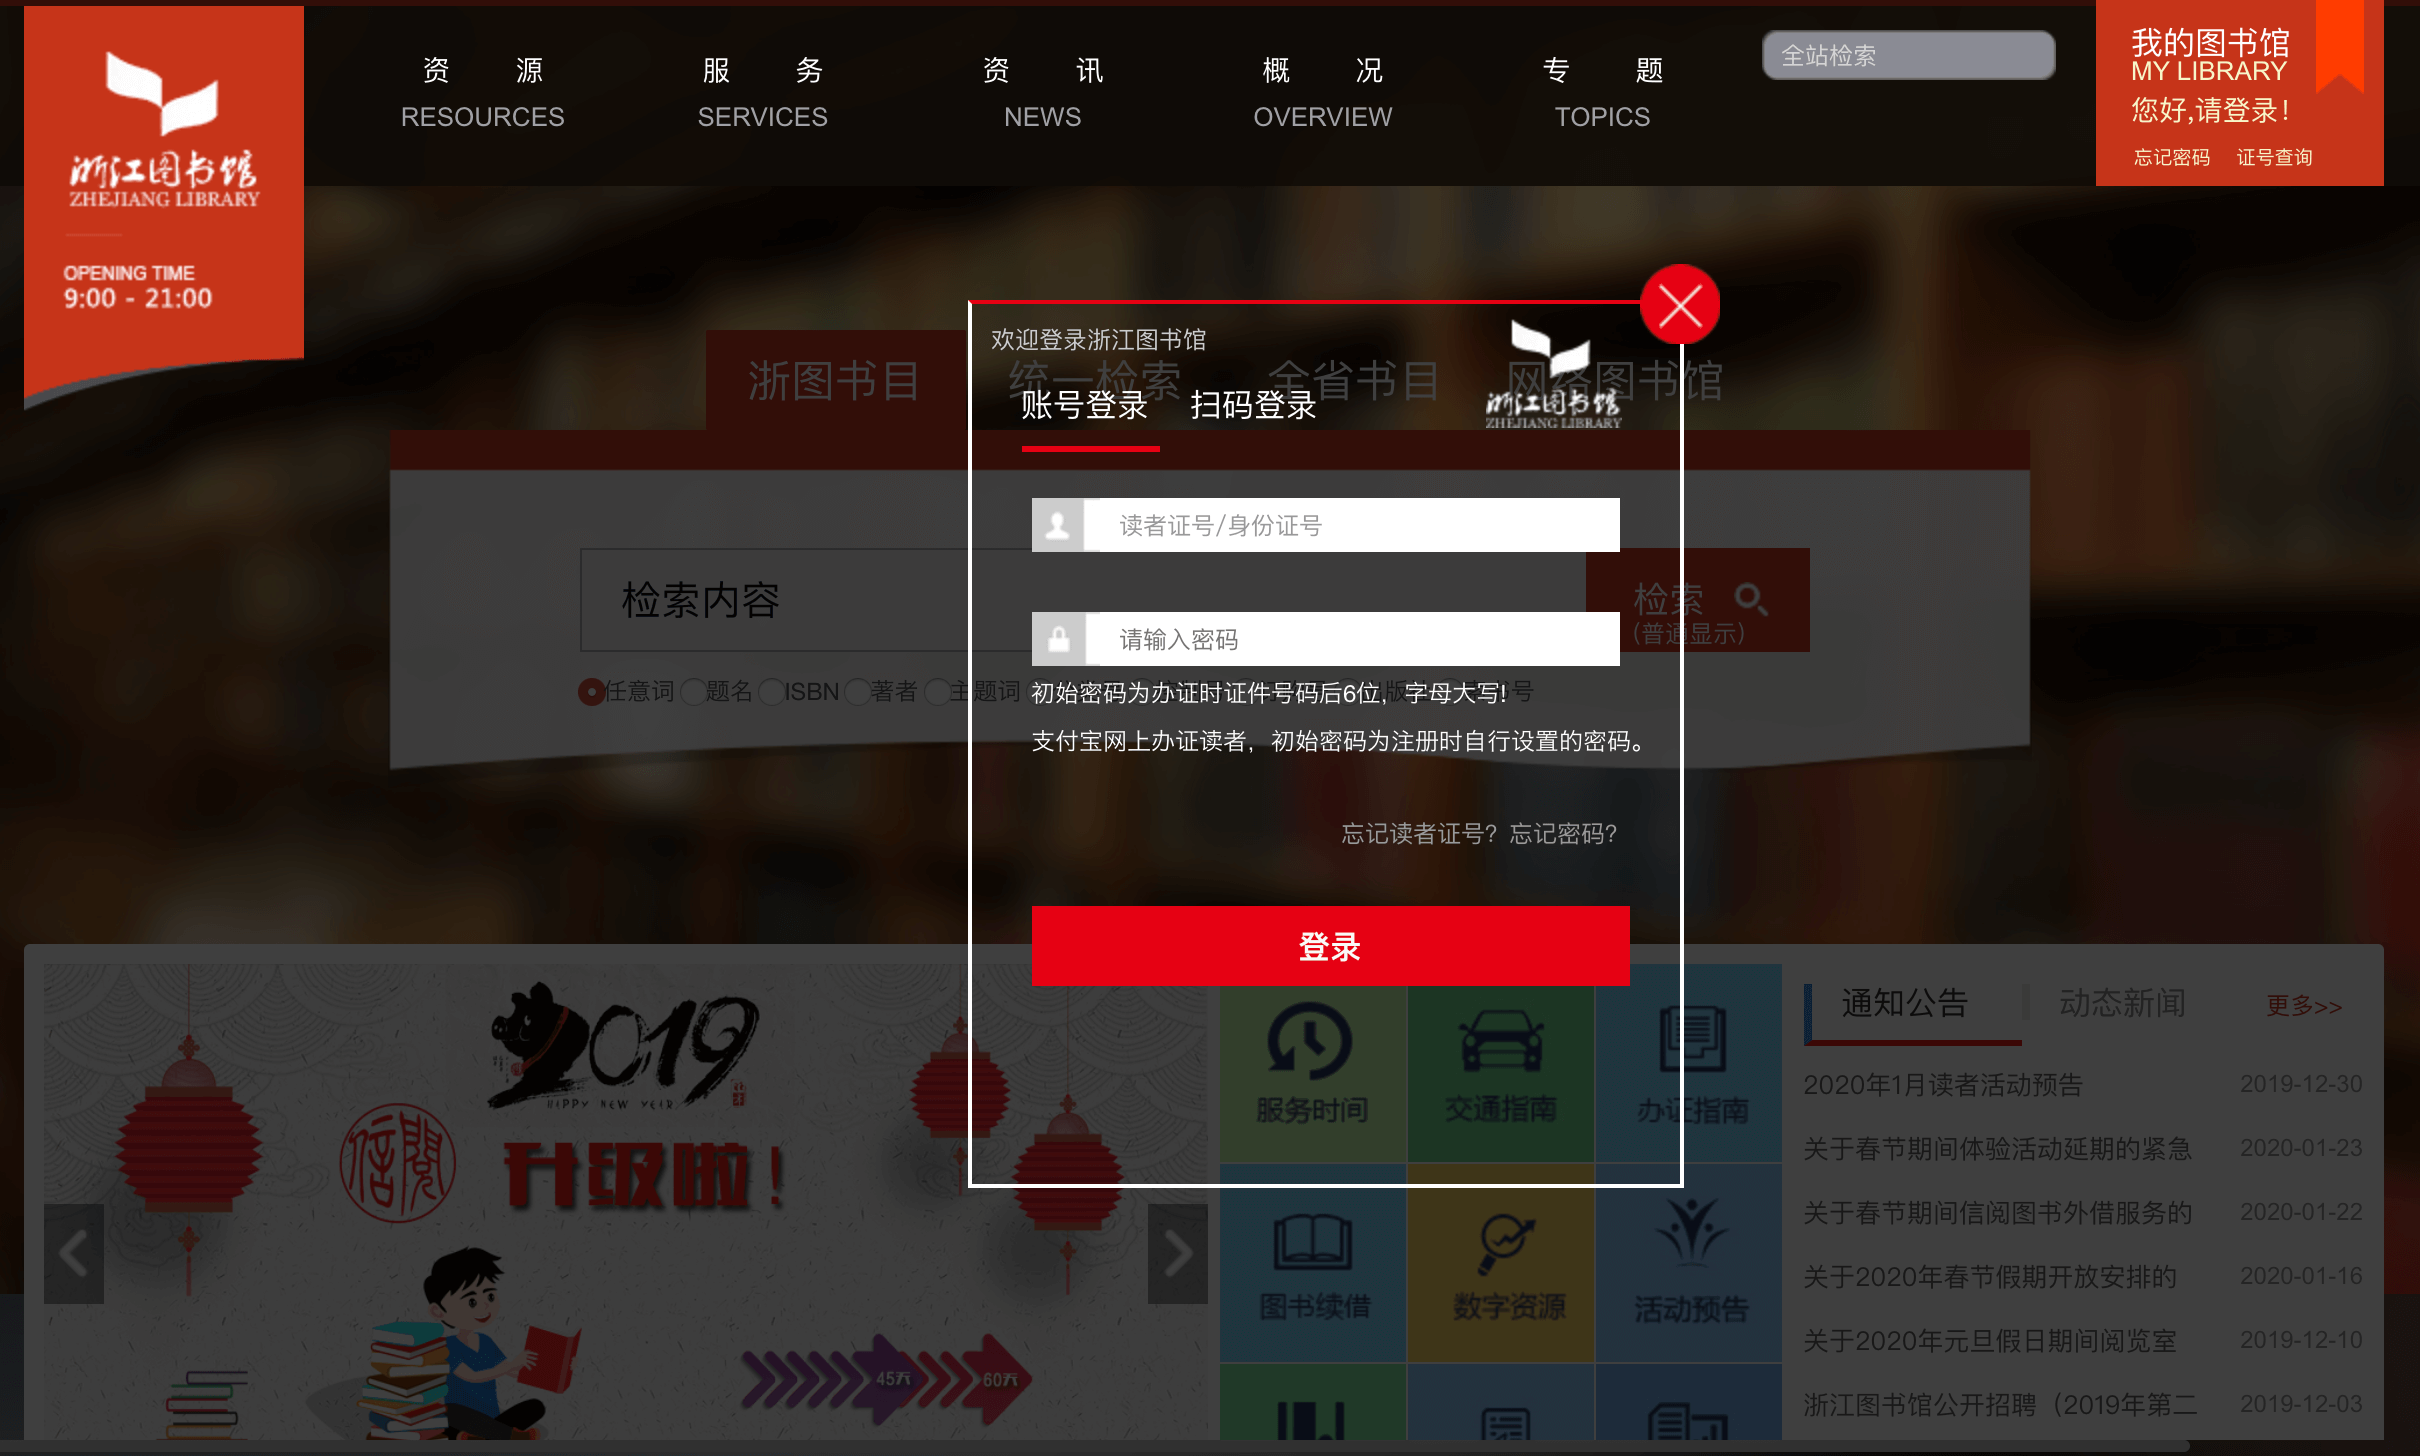 浙江图书馆
ZHEJIANG LIBRARY
OPENING TIME
9:00 - 21:00
资 源
RESOURCES
服 务
SERVICES
资 讯
NEWS
概 况
OVERVIEW
专 题
TOPICS
全站检索
我的图书馆
MY LIBRARY
您好,请登录!
忘记密码 证号查询
浙图书目 统一检索 全省书目 网络图书馆
欢迎登录浙江图书馆
浙江图书馆
ZHEJIANG LIBRARY
账号登录 扫码登录
读者证号/身份证号
请输入密码
初始密码为办证时证件号码后6位，字母大写!
支付宝网上办证读者，初始密码为注册时自行设置的密码。
忘记读者证号? 忘记密码?
登录
检索内容
检索
(普通显示)
任意词 题名 ISBN 著者 主题词
2019
HAPPY NEW YEAR
信阅
升级啦!
45天 60天
服务时间 交通指南 办证指南
图书续借 数字资源 活动预告
通知公告 动态新闻 更多>>
2020年1月读者活动预告 2019-12-30
关于春节期间体验活动延期的紧急 2020-01-23
关于春节期间信阅图书外借服务的 2020-01-22
关于2020年春节假期开放安排的 2020-01-16
关于2020年元旦假日期间阅览室 2019-12-10
浙江图书馆公开招聘（2019年第二 2019-12-03